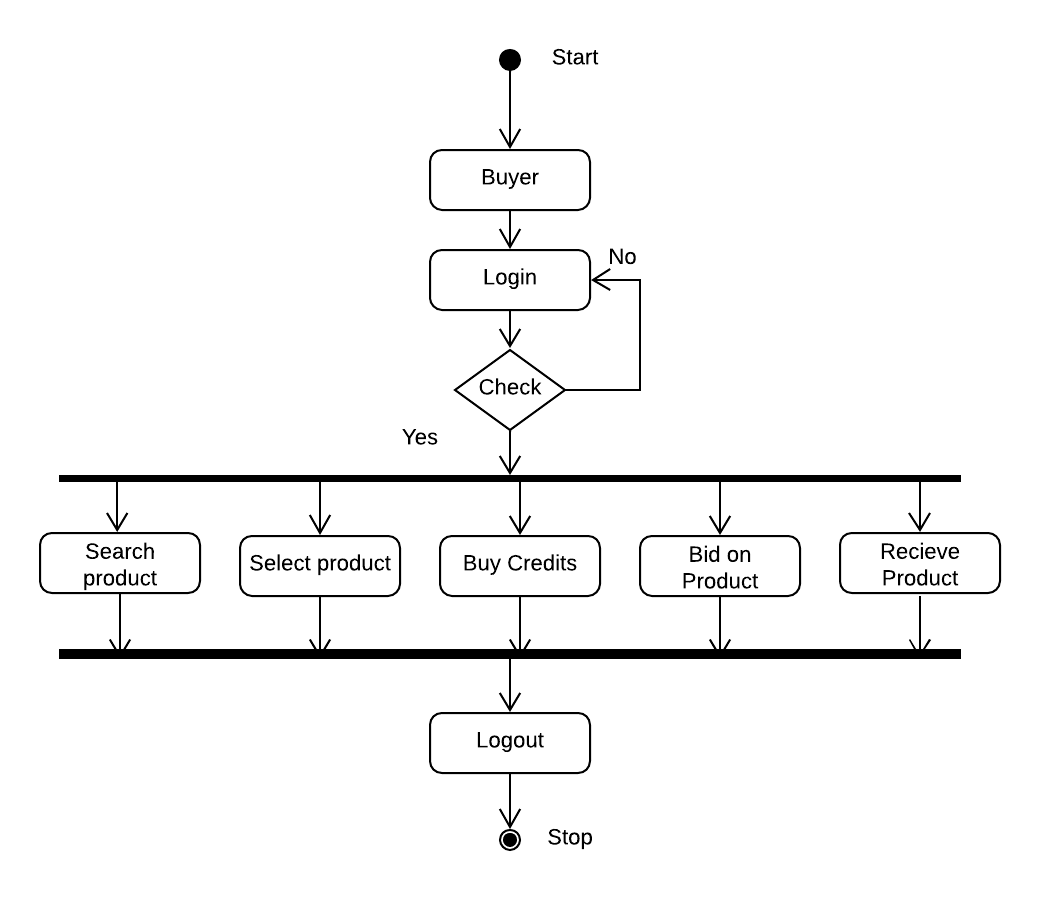 Start
Buyer
Login
No
Check
Yes
Search
product
Select product
Buy Credits
Bid on
Product
Recieve
Product
Logout
Stop